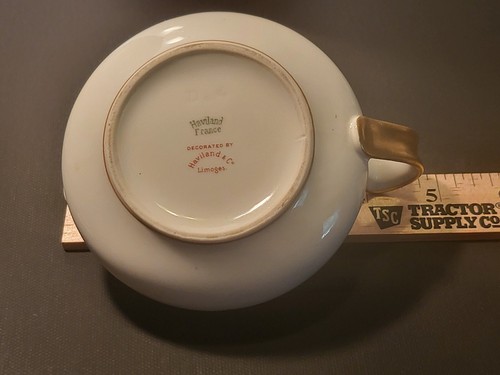 Haviland
France
DECORATED BY
Haviland & Co
Limoges
5
TSC TRACTOR
SUPPLY CO